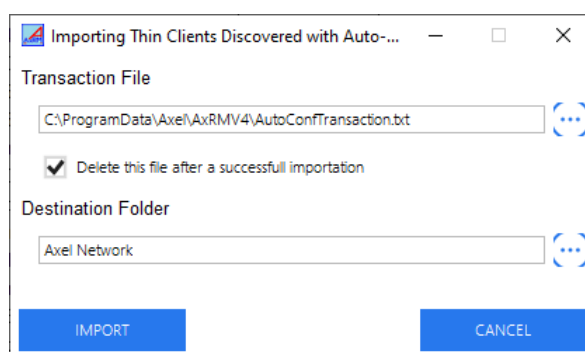 Importing Thin Clients Discovered with Auto-...
Transaction File
C:\ProgramData\Axel\AxRMV4\AutoConfTransaction.txt
Delete this file after a successfull importation
Destination Folder
Axel Network
IMPORT CANCEL